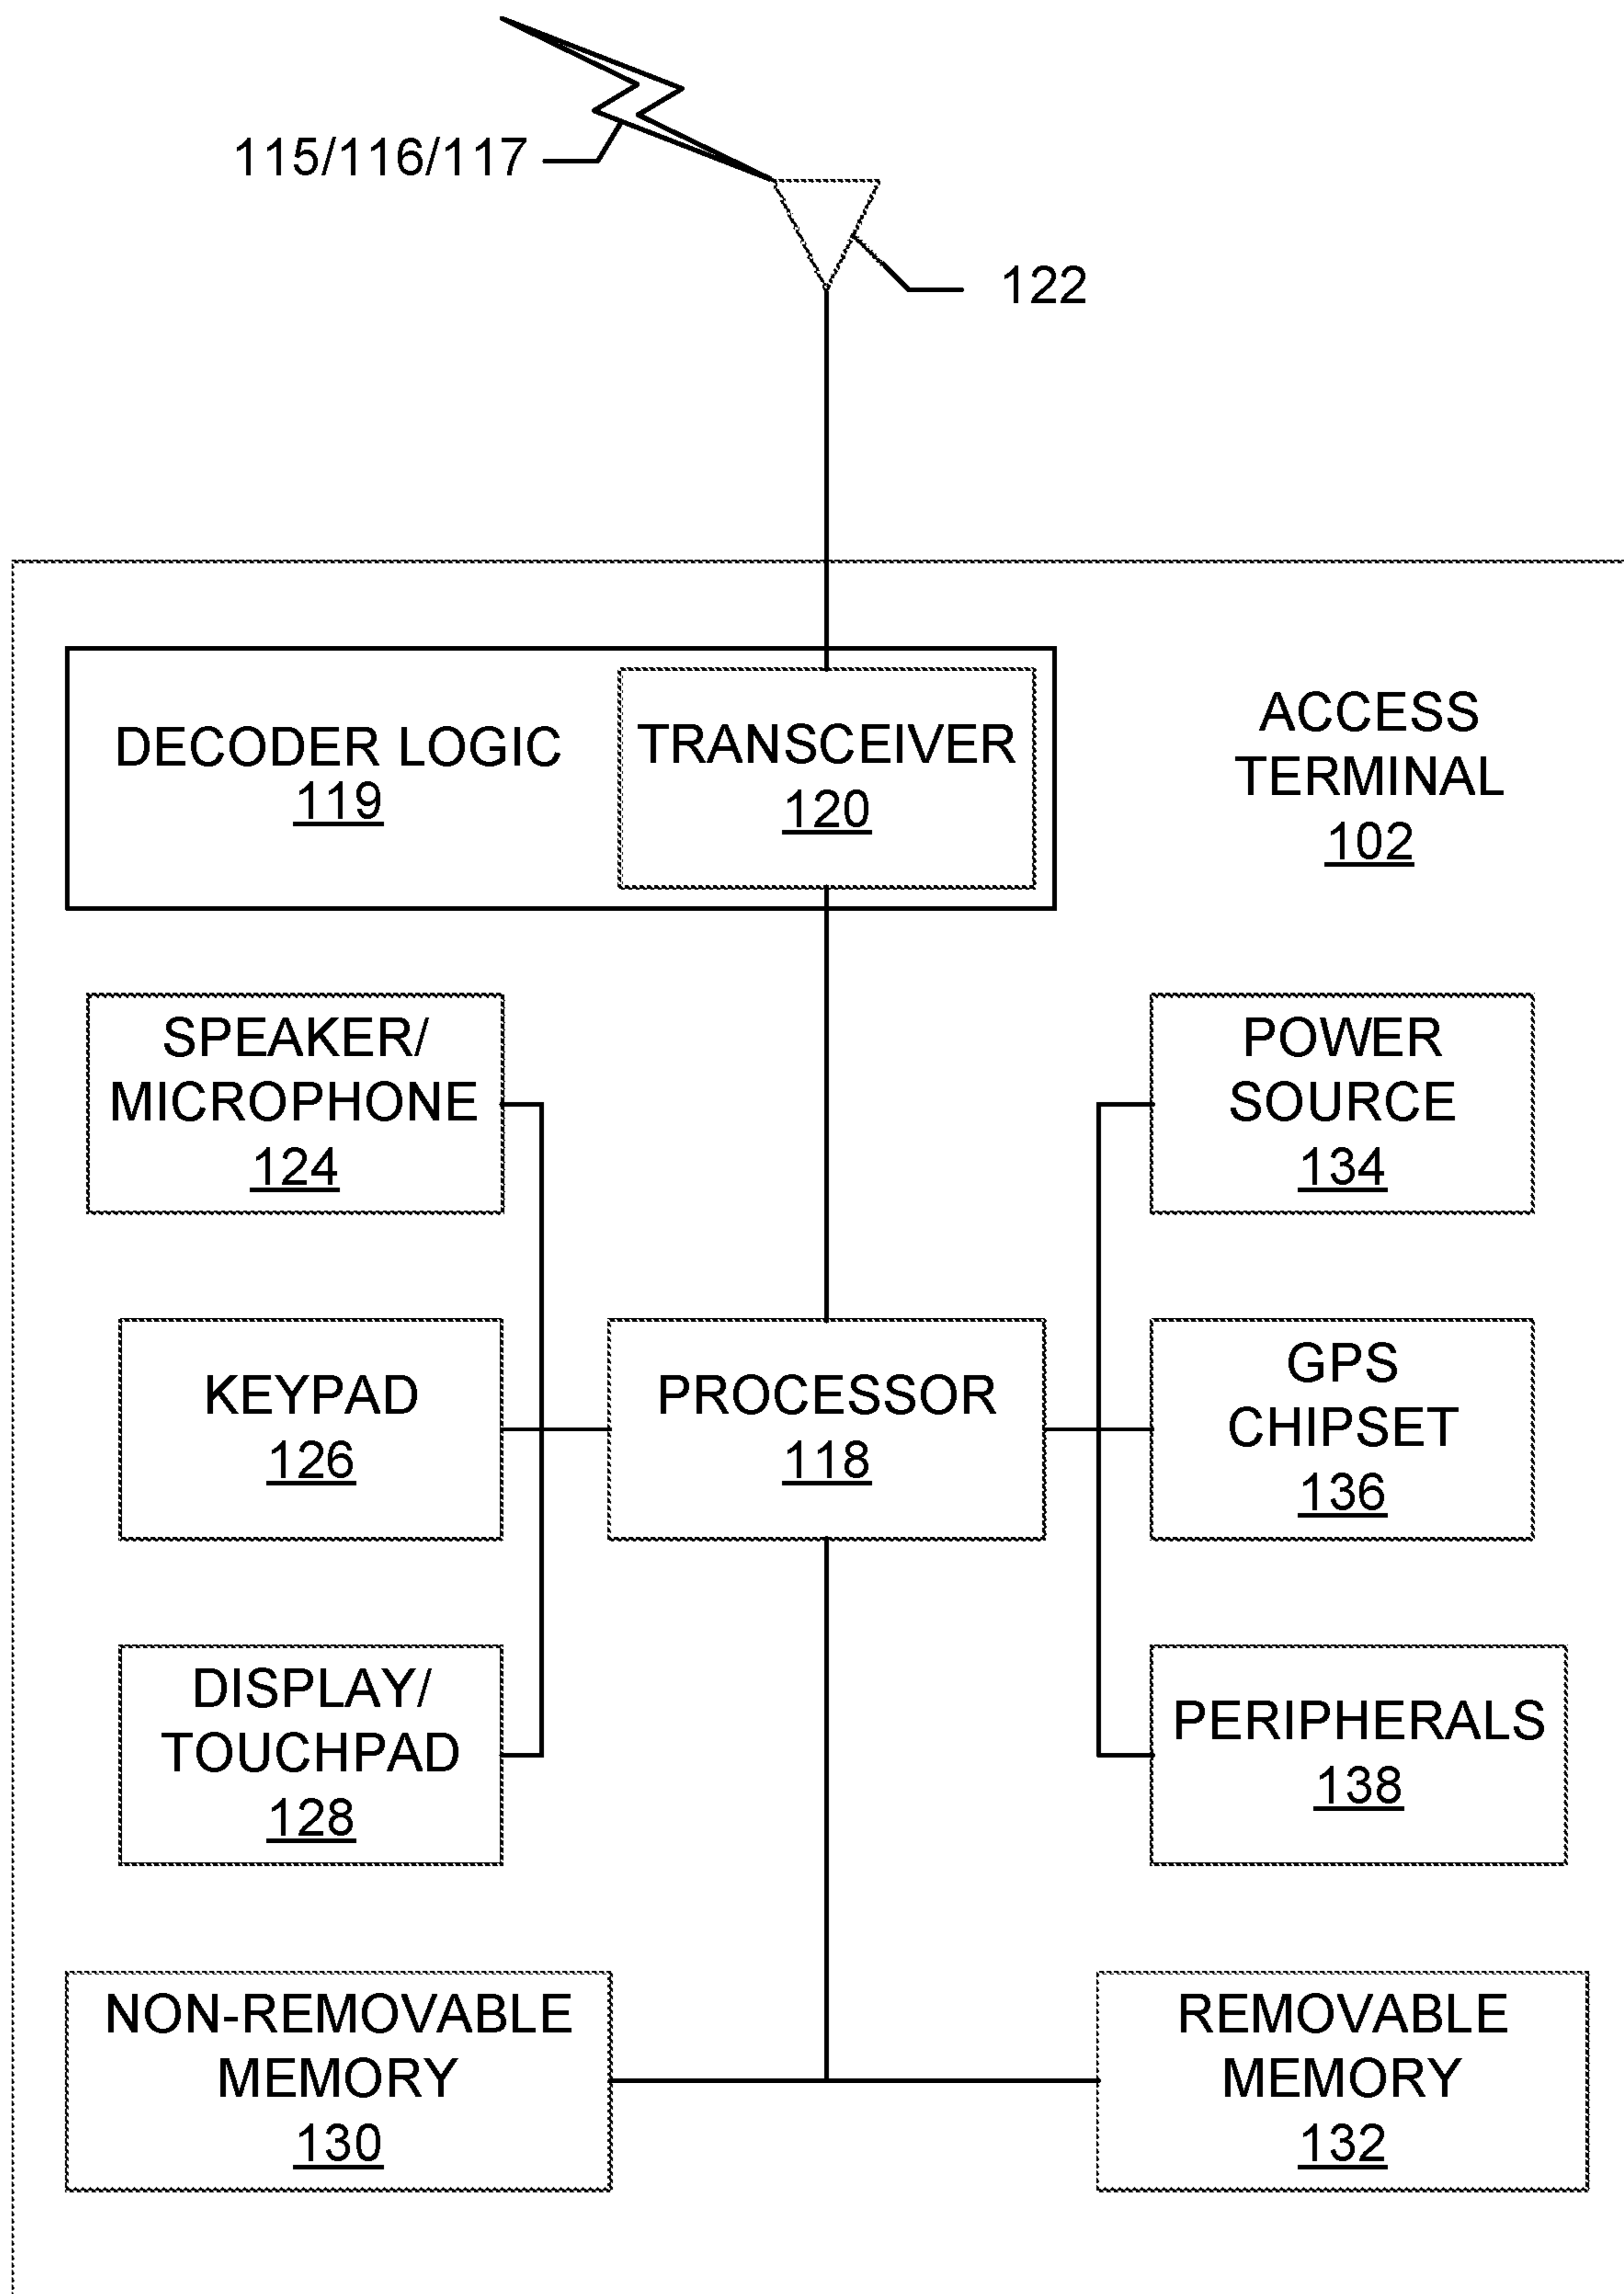 115/116/117
122
DECODER LOGIC
119
TRANSCEIVER
120
ACCESS
TERMINAL
102
SPEAKER/
MICROPHONE
124
POWER
SOURCE
134
KEYPAD
126
PROCESSOR
118
GPS
CHIPSET
136
DISPLAY/
TOUCHPAD
128
PERIPHERALS
138
NON-REMOVABLE
MEMORY
130
REMOVABLE
MEMORY
132